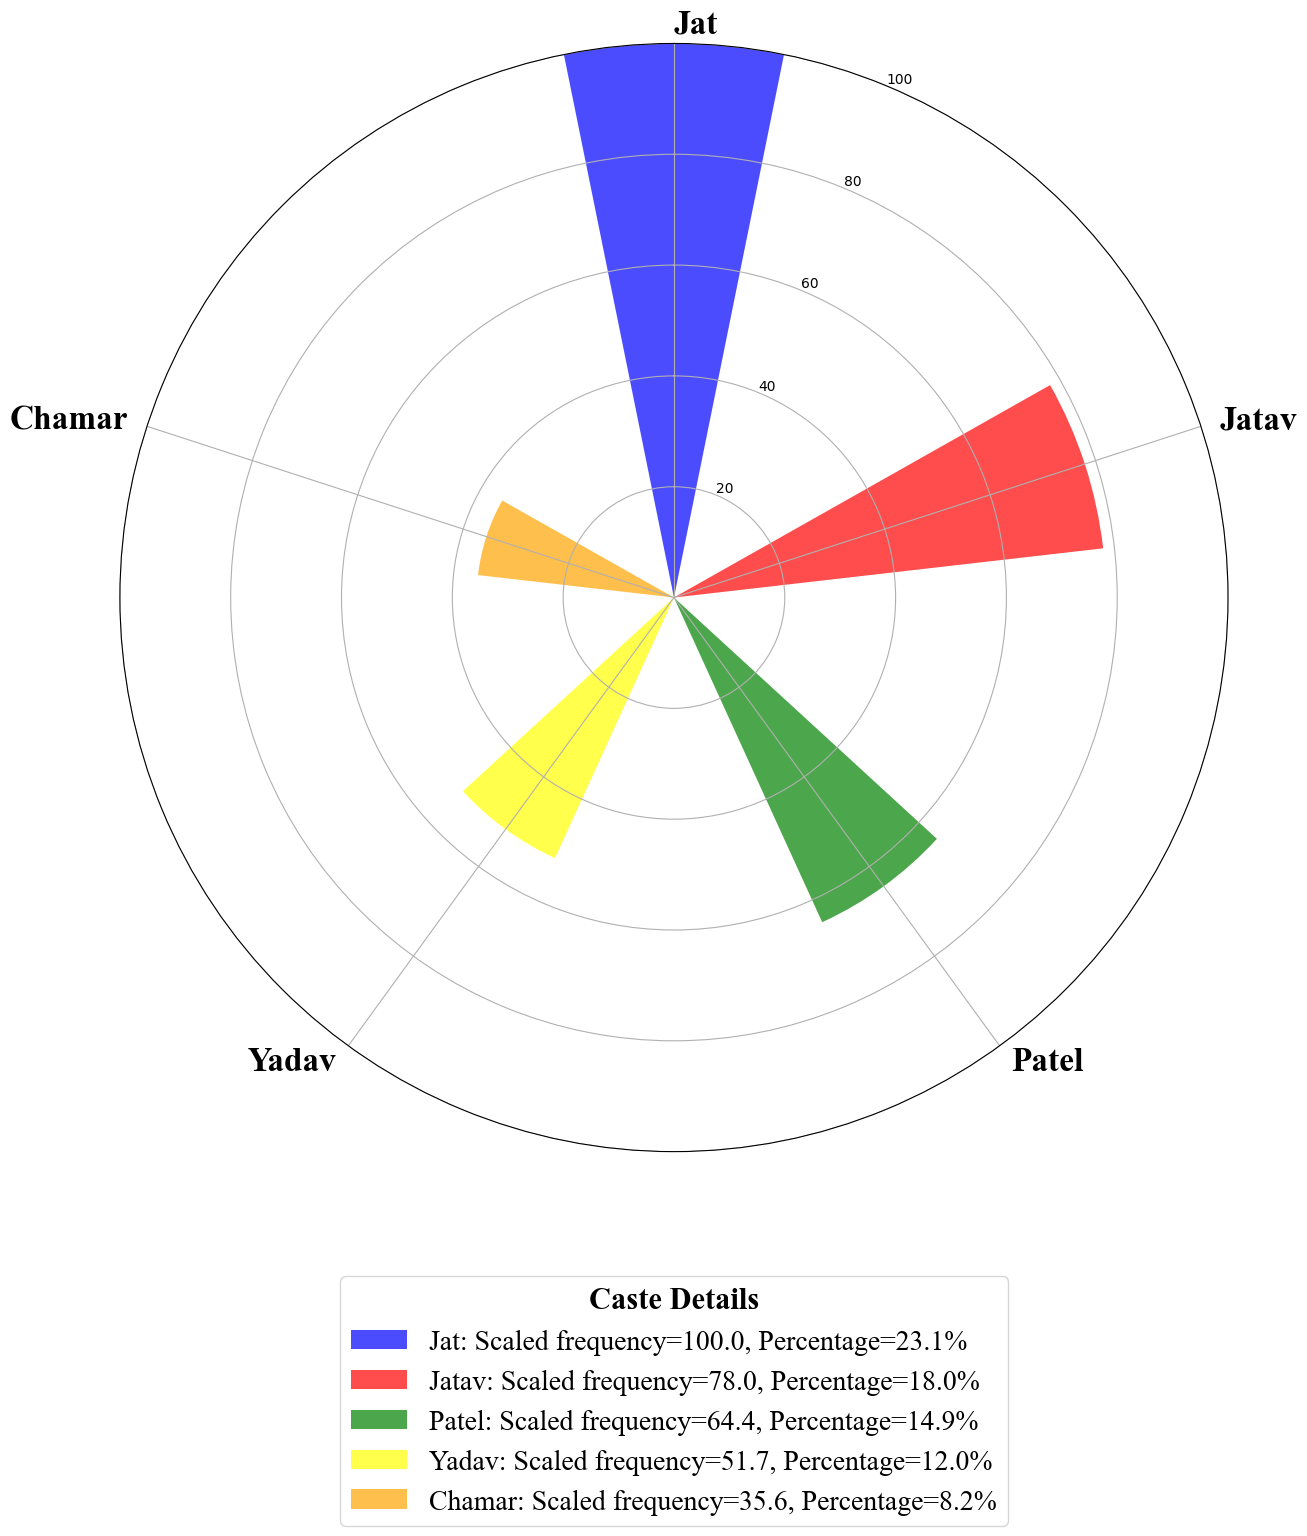 Jat
100
80
60
40
20
Chamar
Jatav
Yadav
Patel
Caste Details
Jat: Scaled frequency=100.0, Percentage=23.1%
Jatav: Scaled frequency=78.0, Percentage=18.0%
Patel: Scaled frequency=64.4, Percentage=14.9%
Yadav: Scaled frequency=51.7, Percentage=12.0%
Chamar: Scaled frequency=35.6, Percentage=8.2%